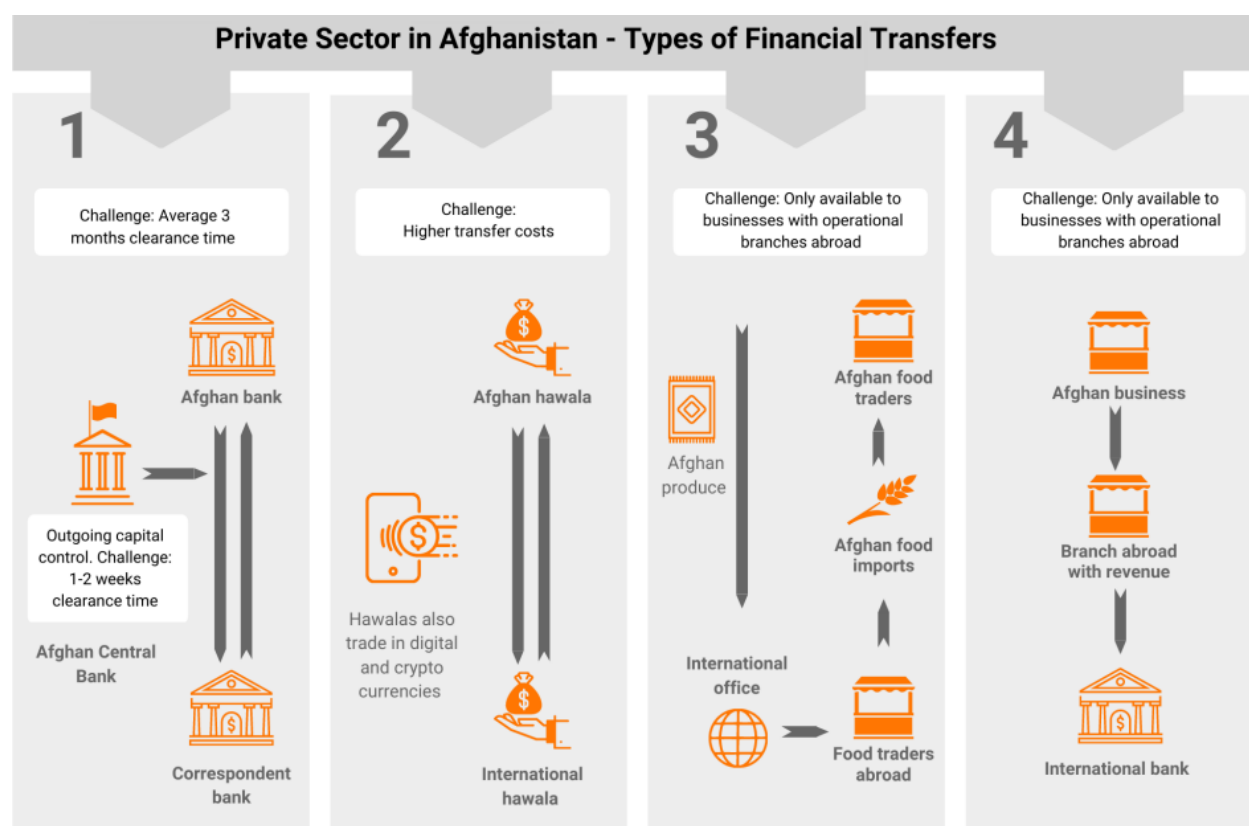 Private Sector in Afghanistan - Types of Financial Transfers
1
Challenge: Average 3
months clearance time
$
Afghan bank
Outgoing capital
control. Challenge:
1-2 weeks
clearance time
Afghan Central
Bank
$
Correspondent
bank
2
Challenge:
Higher transfer costs
$
Afghan hawala
$
Hawalas also
trade in digital
and crypto
currencies
$
International
hawala
3
Challenge: Only available to
businesses with operational
branches abroad
Afghan
produce
International
office
Food traders
abroad
Afghan food
imports
Afghan food
traders
4
Challenge: Only available to
businesses with operational
branches abroad
Afghan business
Branch abroad
with revenue
$
International bank